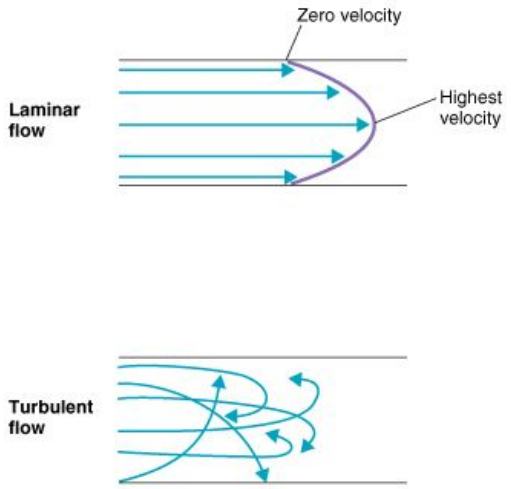 Zero velocity
Laminar
flow
Highest
velocity
Turbulent
flow